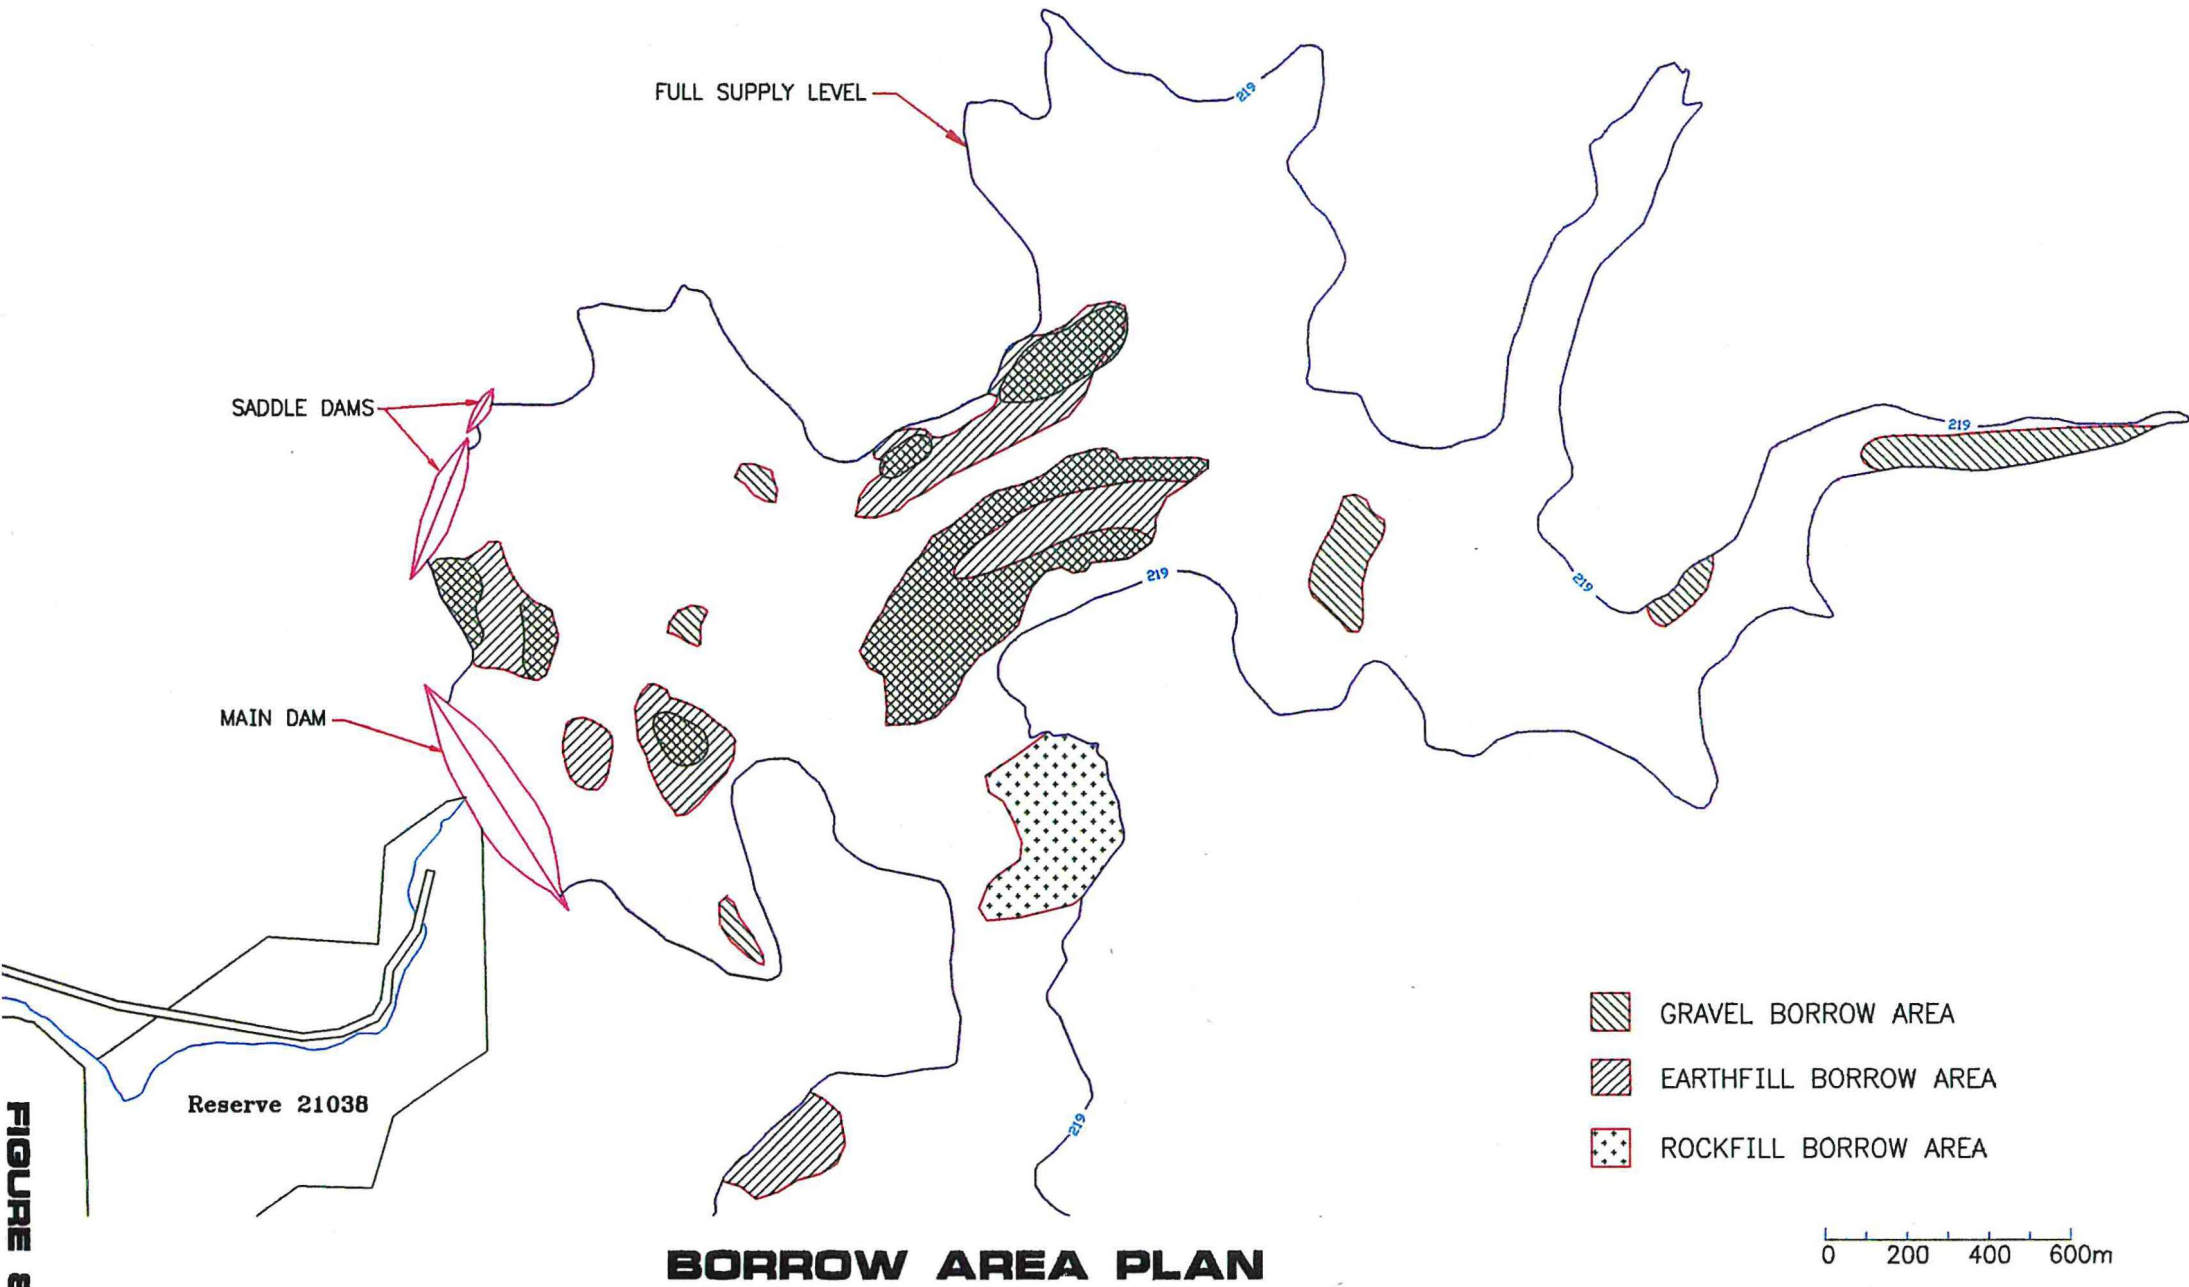 FULL SUPPLY LEVEL
219
SADDLE DAMS
219
219
219
MAIN DAM
GRAVEL BORROW AREA
EARTHFILL BORROW AREA
ROCKFILL BORROW AREA
Reserve 21038
219
FIGURE
BORROW AREA PLAN
0 200 400 600m